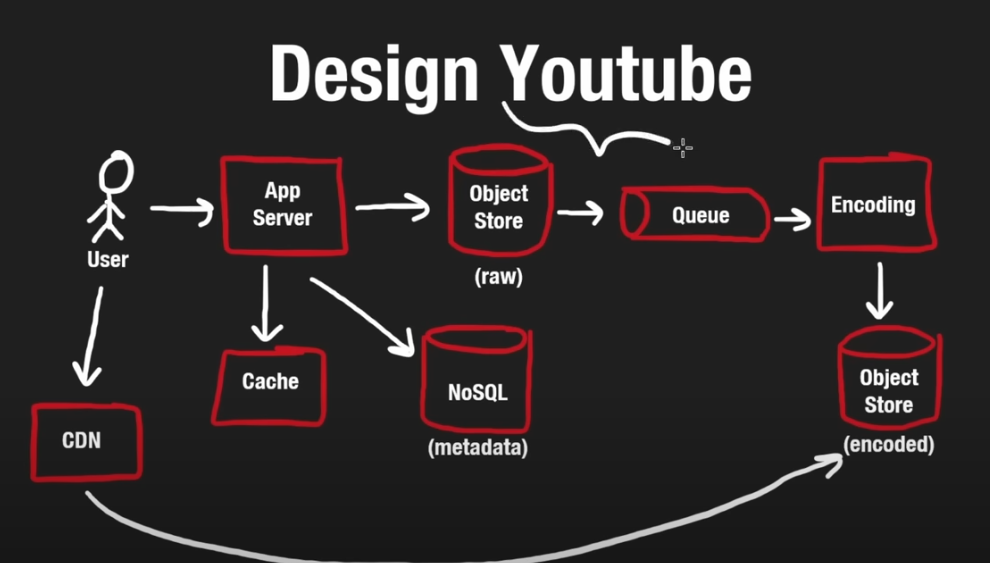 Design Youtube
User
App
Server
Object
Store
(raw)
Queue
Encoding
Cache
NoSQL
(metadata)
Object
Store
(encoded)
CDN